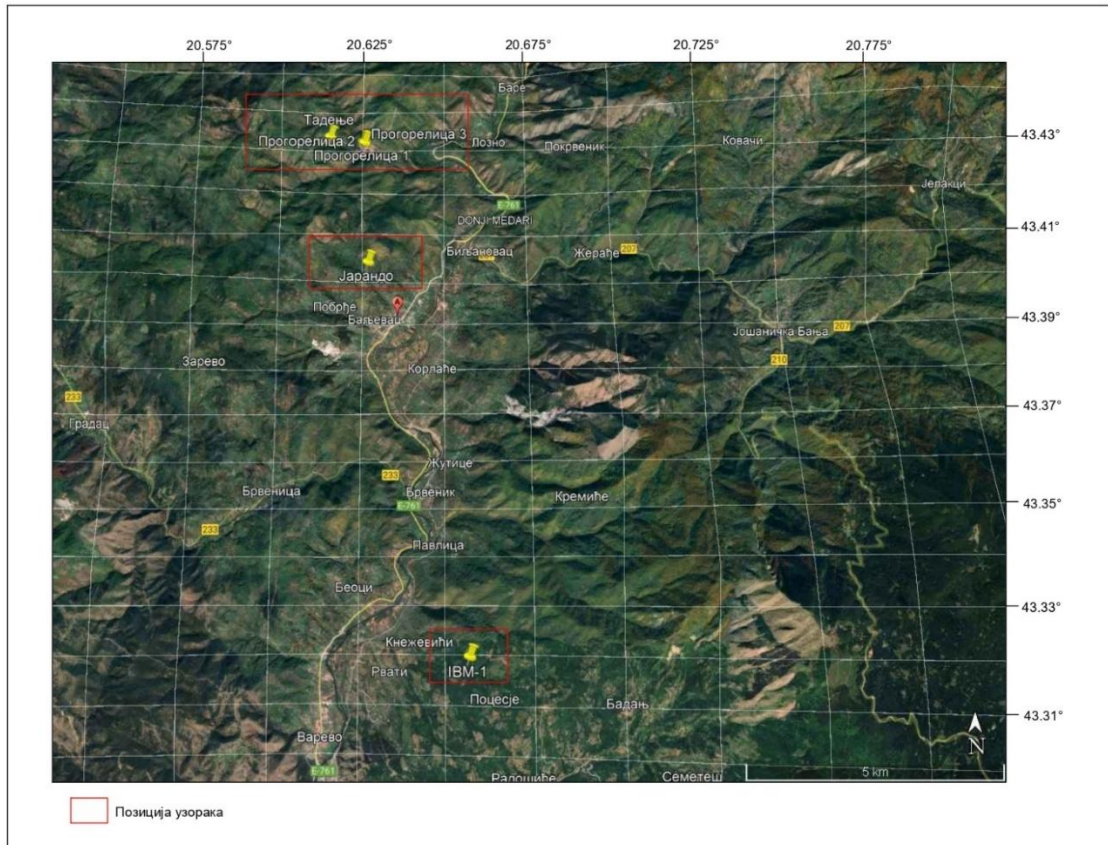 20.575° 20.625° 20.675° 20.725° 20.775°
Баре
Тадење
Прогорелица 2 Прогорелица 3
Прогорелица 1
Лозно
Покрвеник
Ковачи
43.43°
Јелакци
E-761
DONJI MEDARI
43.41°
Биљановац
Жераће
207
Јарандо
Побрђе
Баљевац
43.39°
Јошаничка Бања
207
210
Зарево
Корлаће
233
Градац
43.37°
Жутице
233
Брвеница
Брвеник
Кремиће
E-761
43.35°
233
Павлица
Беоци
43.33°
Кнежевићи
Рвати
IBM-1
Поцесје
Бадањ
43.31°
Варево
N
E-761
Радошиће
Семетеш
5 km
Позиција узорака